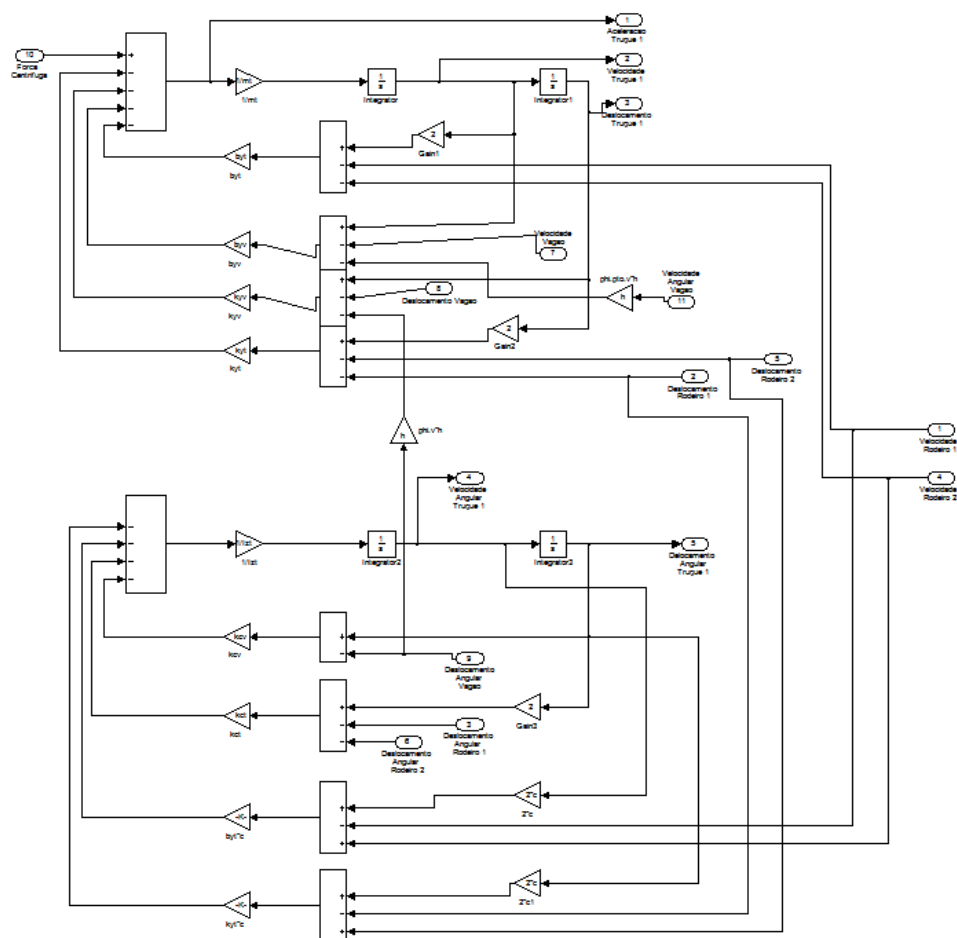 1
Aceleracao
Truque 1
10
Forca
Centrifuga
+
−
−
−
−
1/mt
1/mt
1
s
Integrator
1
s
Integrator1
2
Velocidade
Truque 1
3
Deslocamento
Truque 1
2
Gain1
byt
byt
+
−
−
byv
byv
+
−
−
Velocidade
Vagao
7
kyv
kyv
+
−
−
8
Deslocamento Vagao
phi.pto.v*h
h
Velocidade
Angular
Vagao
11
2
Gain2
kyt
kyt
+
−
−
5
Deslocamento
Rodeiro 2
2
Deslocamento
Rodeiro 1
h
phi.v*h
1
Velocidade
Rodeiro 1
4
Velocidade
Rodeiro 2
4
Velocidade
Angular
Truque 1
−
−
−
−
1/Izt
1/Izt
1
s
Integrator2
1
s
Integrator3
5
Delocamento
Angular
Truque 1
kcv
kcv
+
−
9
Deslocamento
Angular
Vagao
kct
kct
+
−
−
2
Gain3
3
Deslocamento
Angular
Rodeiro 1
6
Deslocamento
Angular
Rodeiro 2
-K-
byt*c
+
−
+
2*c
2*c
-K-
kyt*c
+
−
+
2*c
2*c1